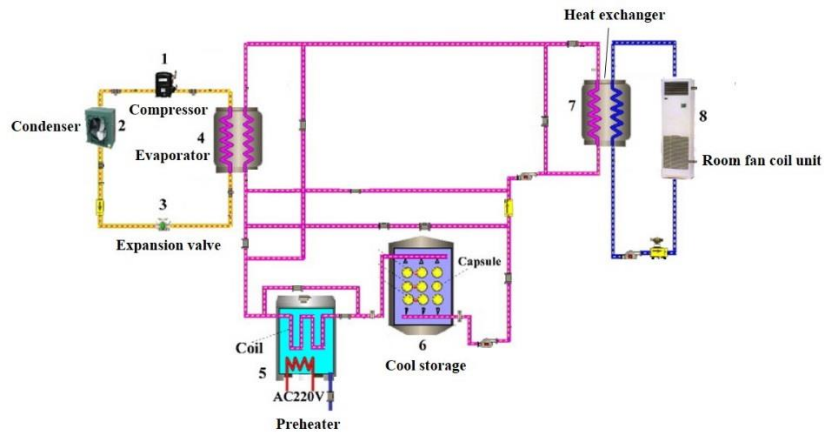 Heat exchanger
1
Compressor
Condenser
2
4
Evaporator
7
8
Room fan coil unit
3
Expansion valve
Capsule
Coil
6
5
Cool storage
AC220V
Preheater